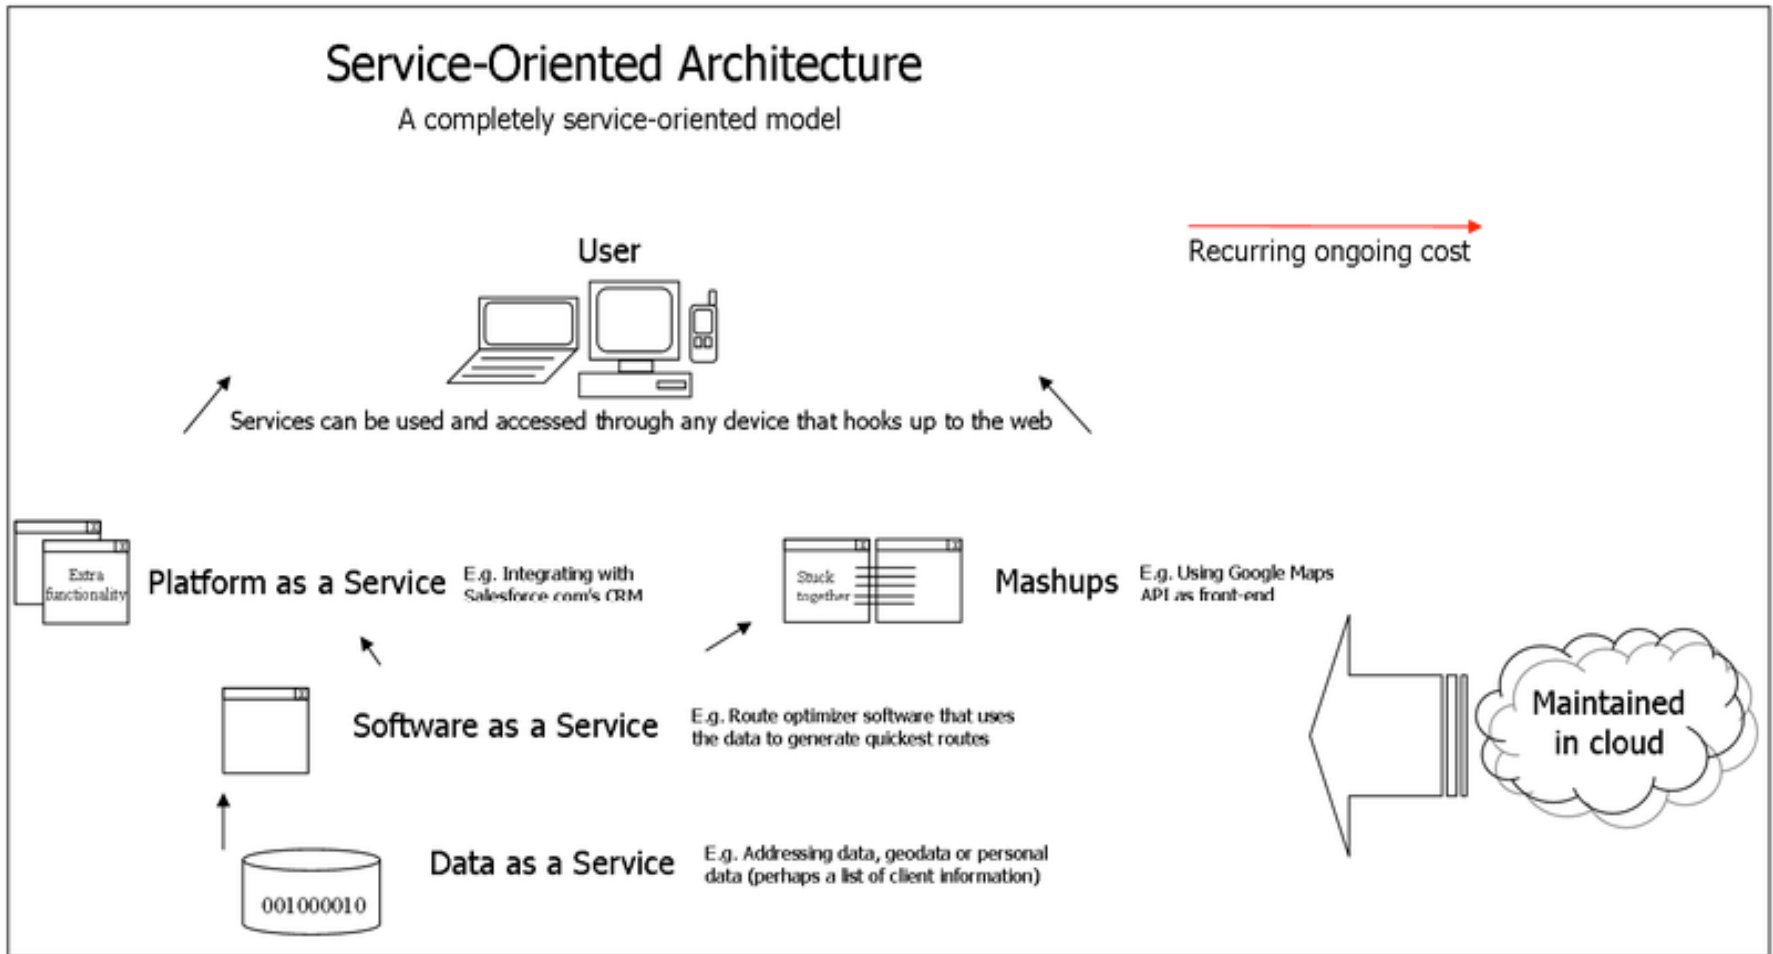 Service-Oriented Architecture
A completely service-oriented model
User
Recurring ongoing cost
Services can be used and accessed through any device that hooks up to the web
Extra
functionality
Platform as a Service
E.g. Integrating with
Salesforce com's CRM
Stuck
together
Mashups
E.g. Using Google Maps
API as front-end
Software as a Service
E.g. Route optimizer software that uses
the data to generate quickest routes
Maintained
in cloud
Data as a Service
E.g. Addressing data, geodata or personal
data (perhaps a list of client information)
001000010